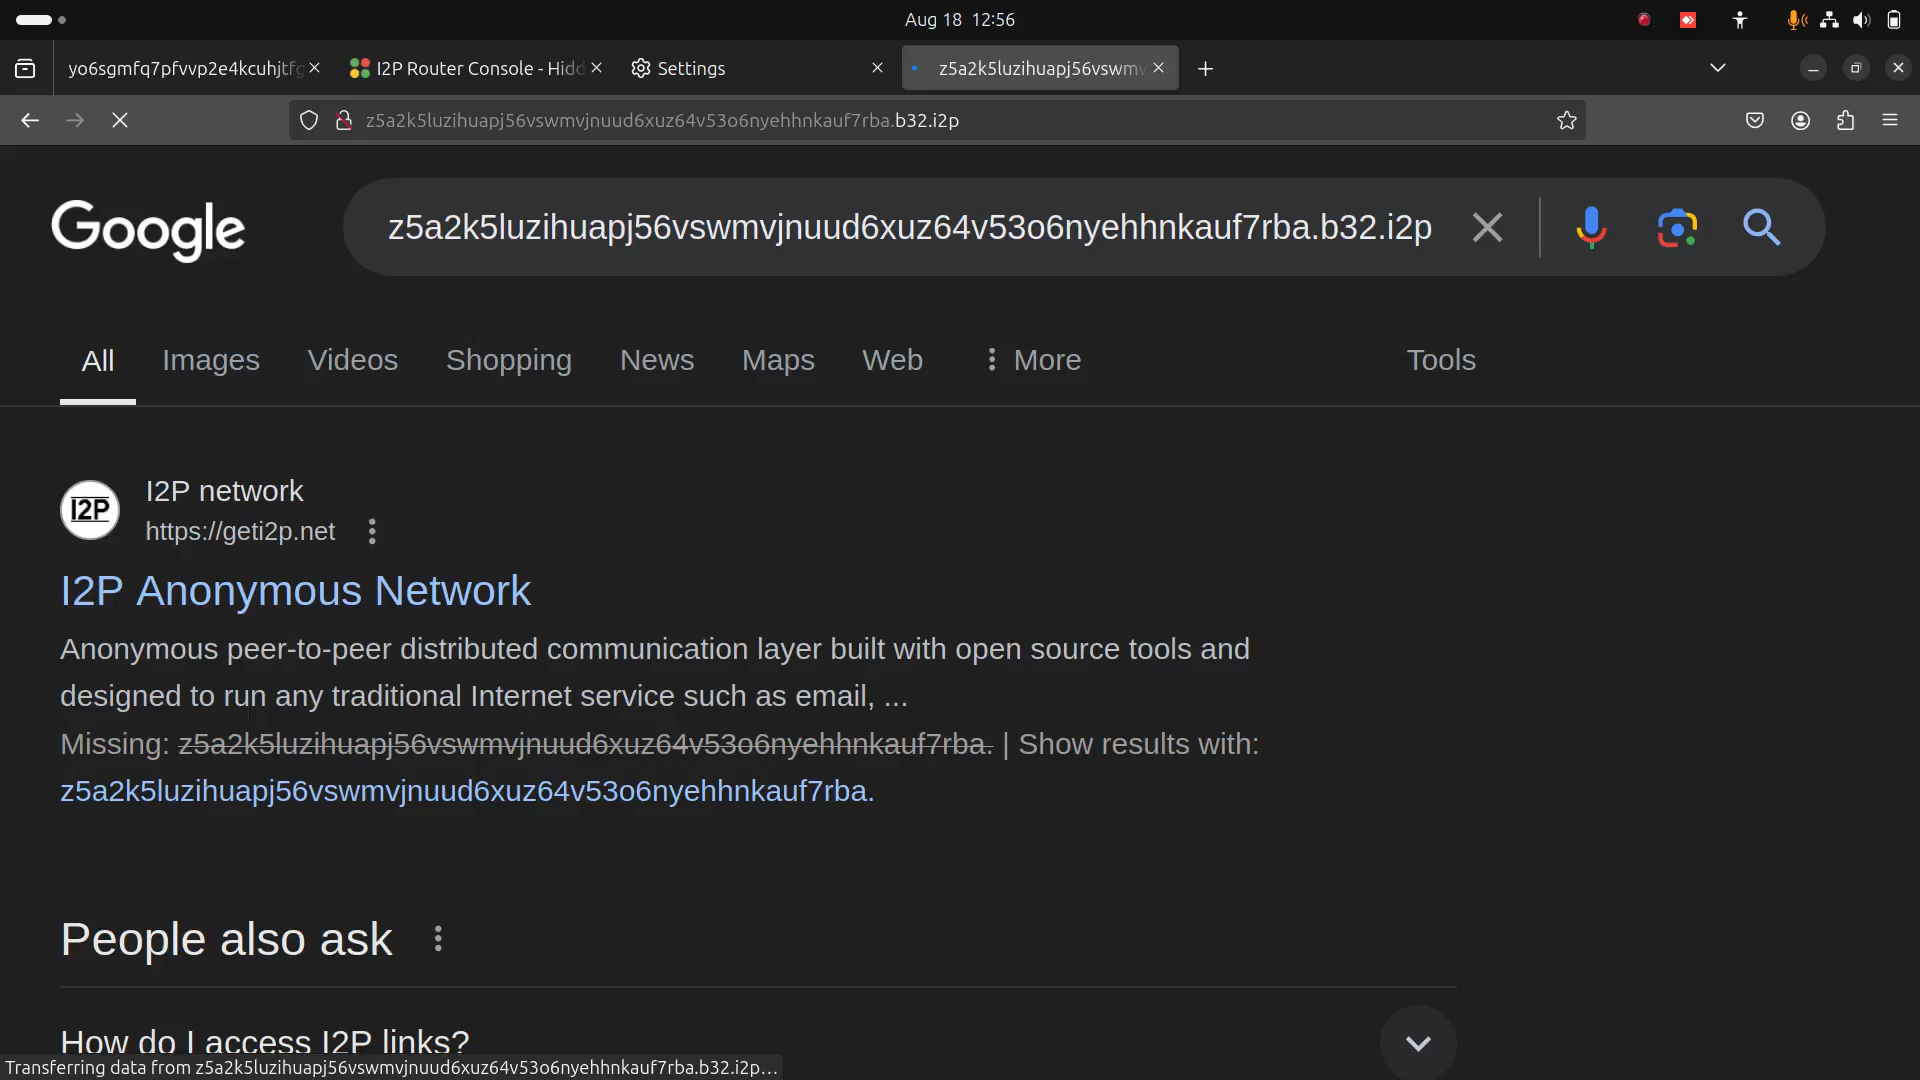 Aug 18 12:56
yo6sgmfq7pfvvp2e4kcuhjtfg
I2P Router Console - Hidd
Settings
z5a2k5luzihuapj56vswmv
z5a2k5luzihuapj56vswmvjnuud6xuz64v53o6nyehhnkauf7rba.b32.i2p
Google
z5a2k5luzihuapj56vswmvjnuud6xuz64v53o6nyehhnkauf7rba.b32.i2p
All Images Videos Shopping News Maps Web More Tools
I2P
I2P network
https://geti2p.net
I2P Anonymous Network
Anonymous peer-to-peer distributed communication layer built with open source tools and
designed to run any traditional Internet service such as email, ...
Missing: z5a2k5luzihuapj56vswmvjnuud6xuz64v53o6nyehhnkauf7rba. | Show results with:
z5a2k5luzihuapj56vswmvjnuud6xuz64v53o6nyehhnkauf7rba.
People also ask
How do I access I2P links?
Transferring data from z5a2k5luzihuapj56vswmvjnuud6xuz64v53o6nyehhnkauf7rba.b32.i2p...